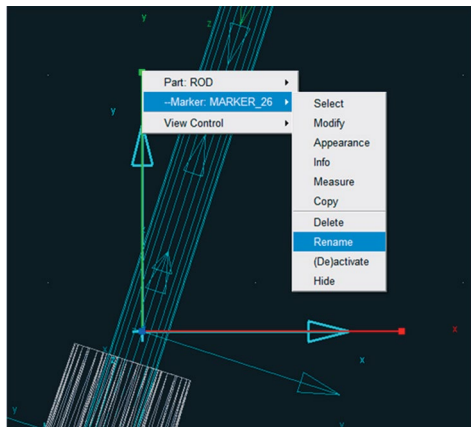 y
z
y
Part: ROD
--Marker: MARKER_26
View Control
Select
Modify
Appearance
Info
Measure
Copy
Delete
Rename
(De)activate
Hide
x
x
x
y
y